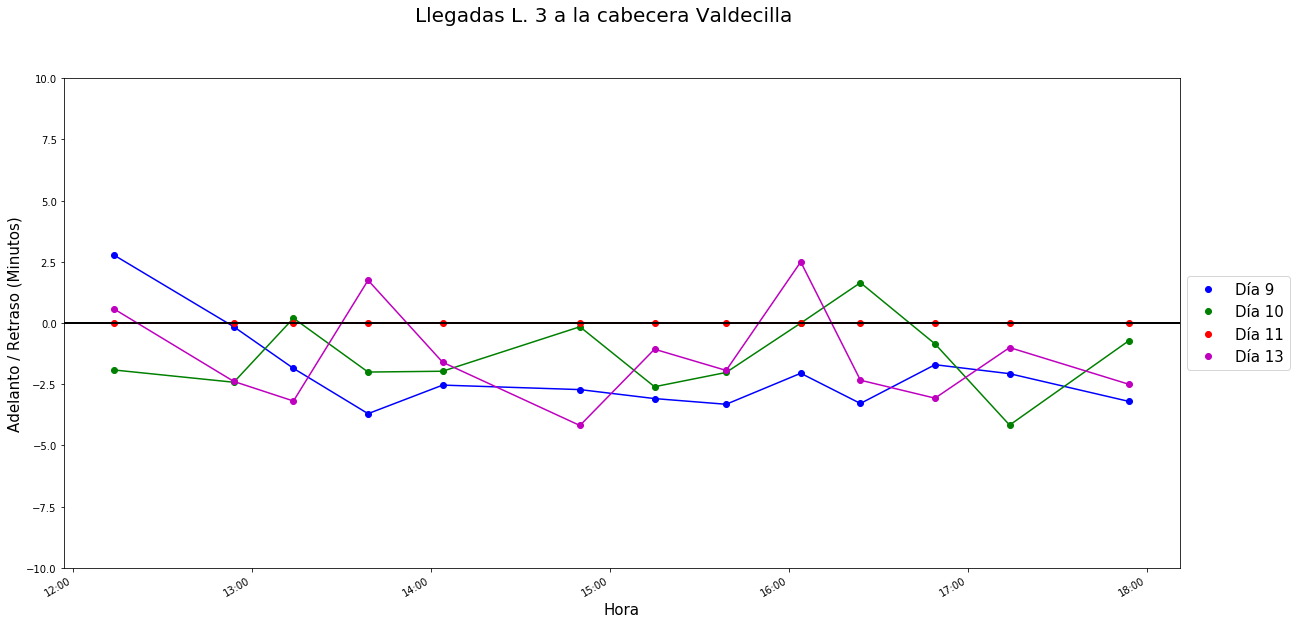 Llegadas L. 3 a la cabecera Valdecilla
Adelanto / Retraso (Minutos)
10.0
7.5
5.0
2.5
0.0
−2.5
−5.0
−7.5
−10.0
12:00
13:00
14:00
15:00
16:00
17:00
18:00
Hora
Día 9
Día 10
Día 11
Día 13